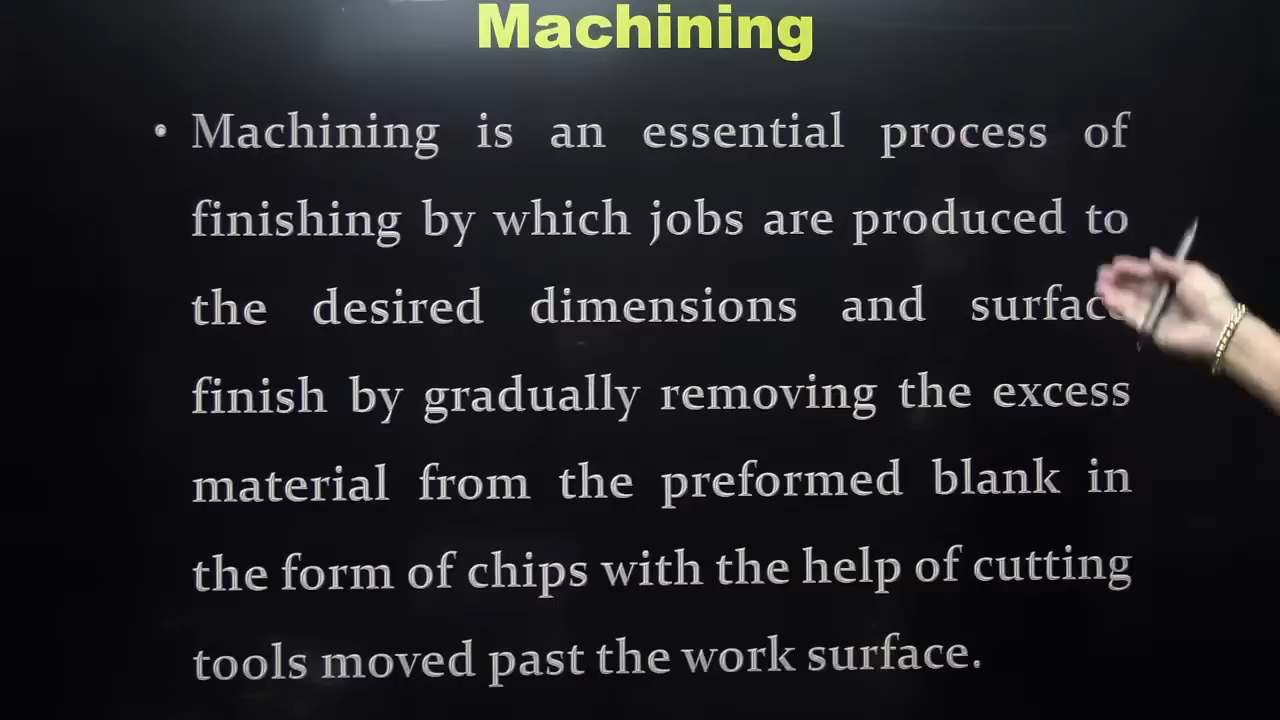 Machining
• Machining is an essential process of
finishing by which jobs are produced to
the desired dimensions and surface
finish by gradually removing the excess
material from the preformed blank in
the form of chips with the help of cutting
tools moved past the work surface.